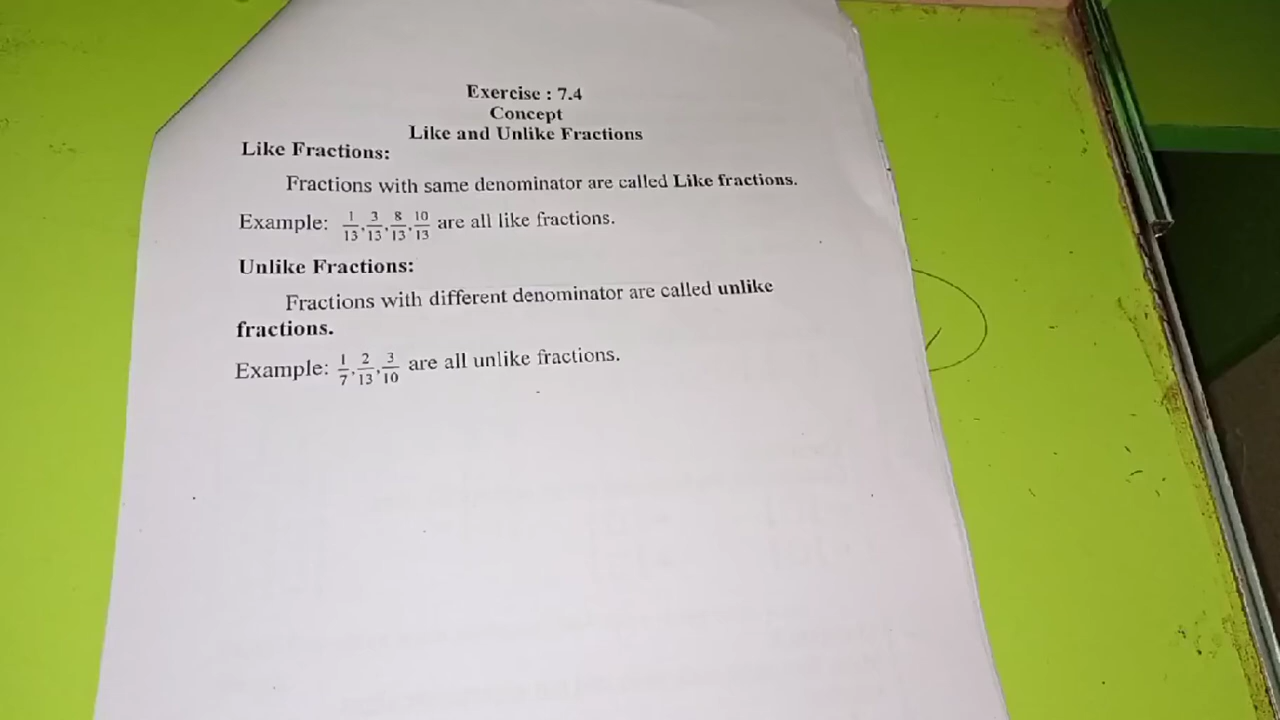 Exercise : 7.4
Concept
Like and Unlike Fractions
Like Fractions:
Fractions with same denominator are called Like fractions.
Example: 1/13, 3/13, 8/13, 10/13 are all like fractions.
Unlike Fractions:
Fractions with different denominator are called unlike
fractions.
Example: 1/7, 2/13, 3/10 are all unlike fractions.